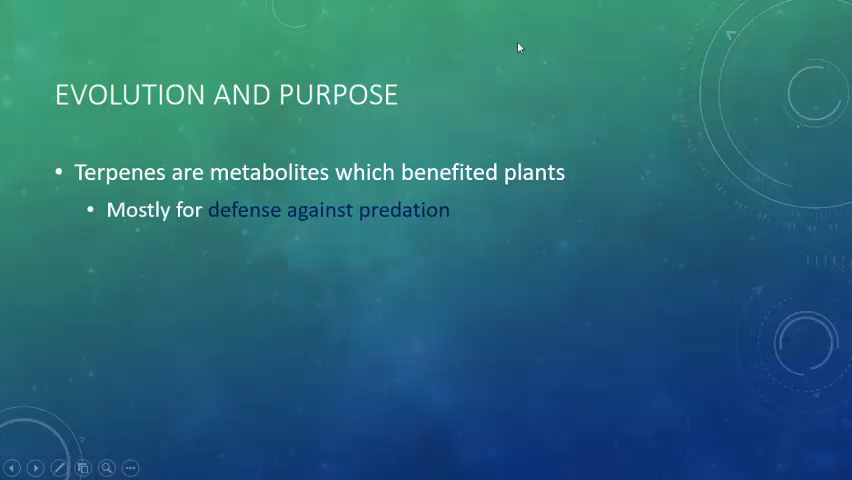 EVOLUTION AND PURPOSE
• Terpenes are metabolites which benefited plants
• Mostly for defense against predation